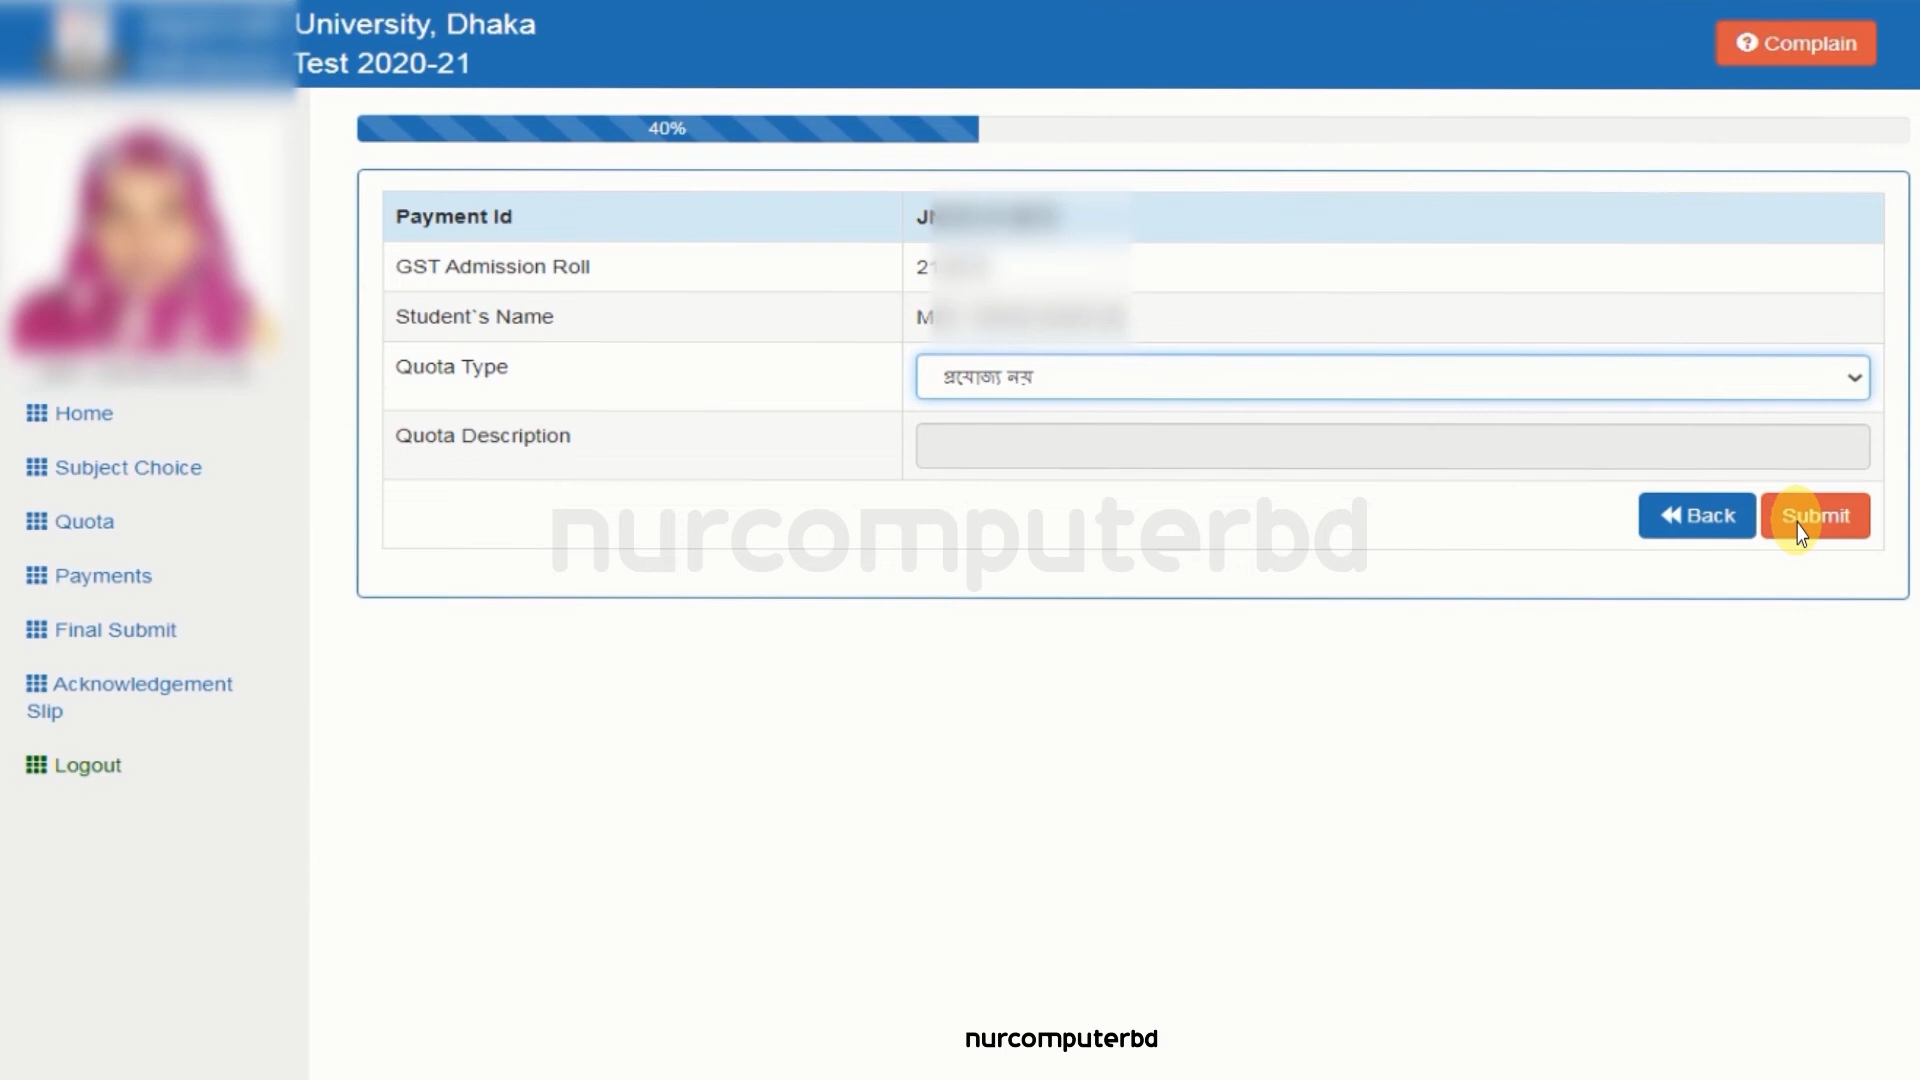 University, Dhaka
Test 2020-21
Complain
40%
Payment Id
GST Admission Roll
Student`s Name
Quota Type
প্রযোজ্য নয়
Quota Description
Back
Submit
Home
Subject Choice
Quota
Payments
Final Submit
Acknowledgement
Slip
Logout
nurcomputerbd
nurcomputerbd